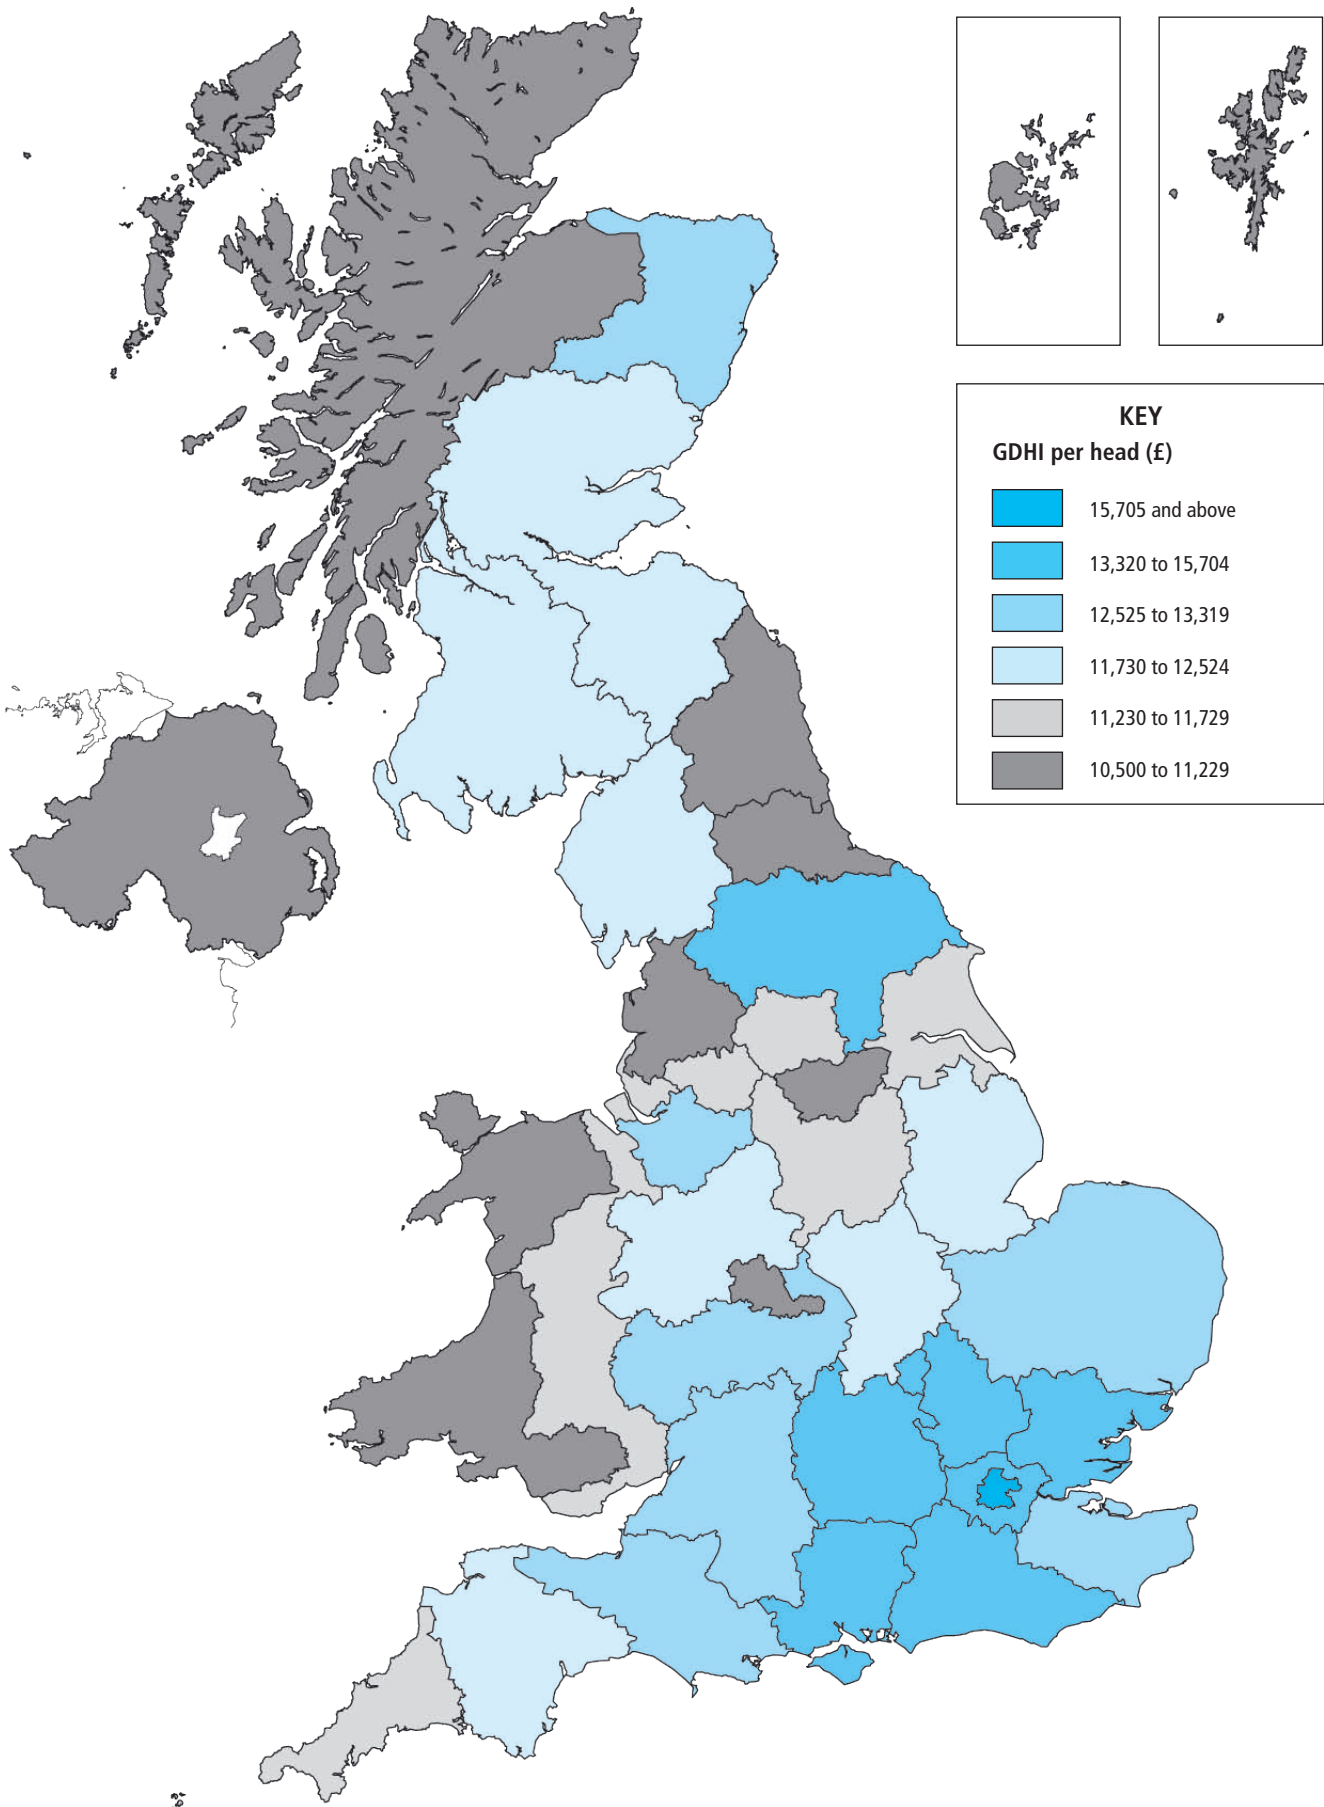 KEY
GDHI per head (£)
15,705 and above
13,320 to 15,704
12,525 to 13,319
11,730 to 12,524
11,230 to 11,729
10,500 to 11,229